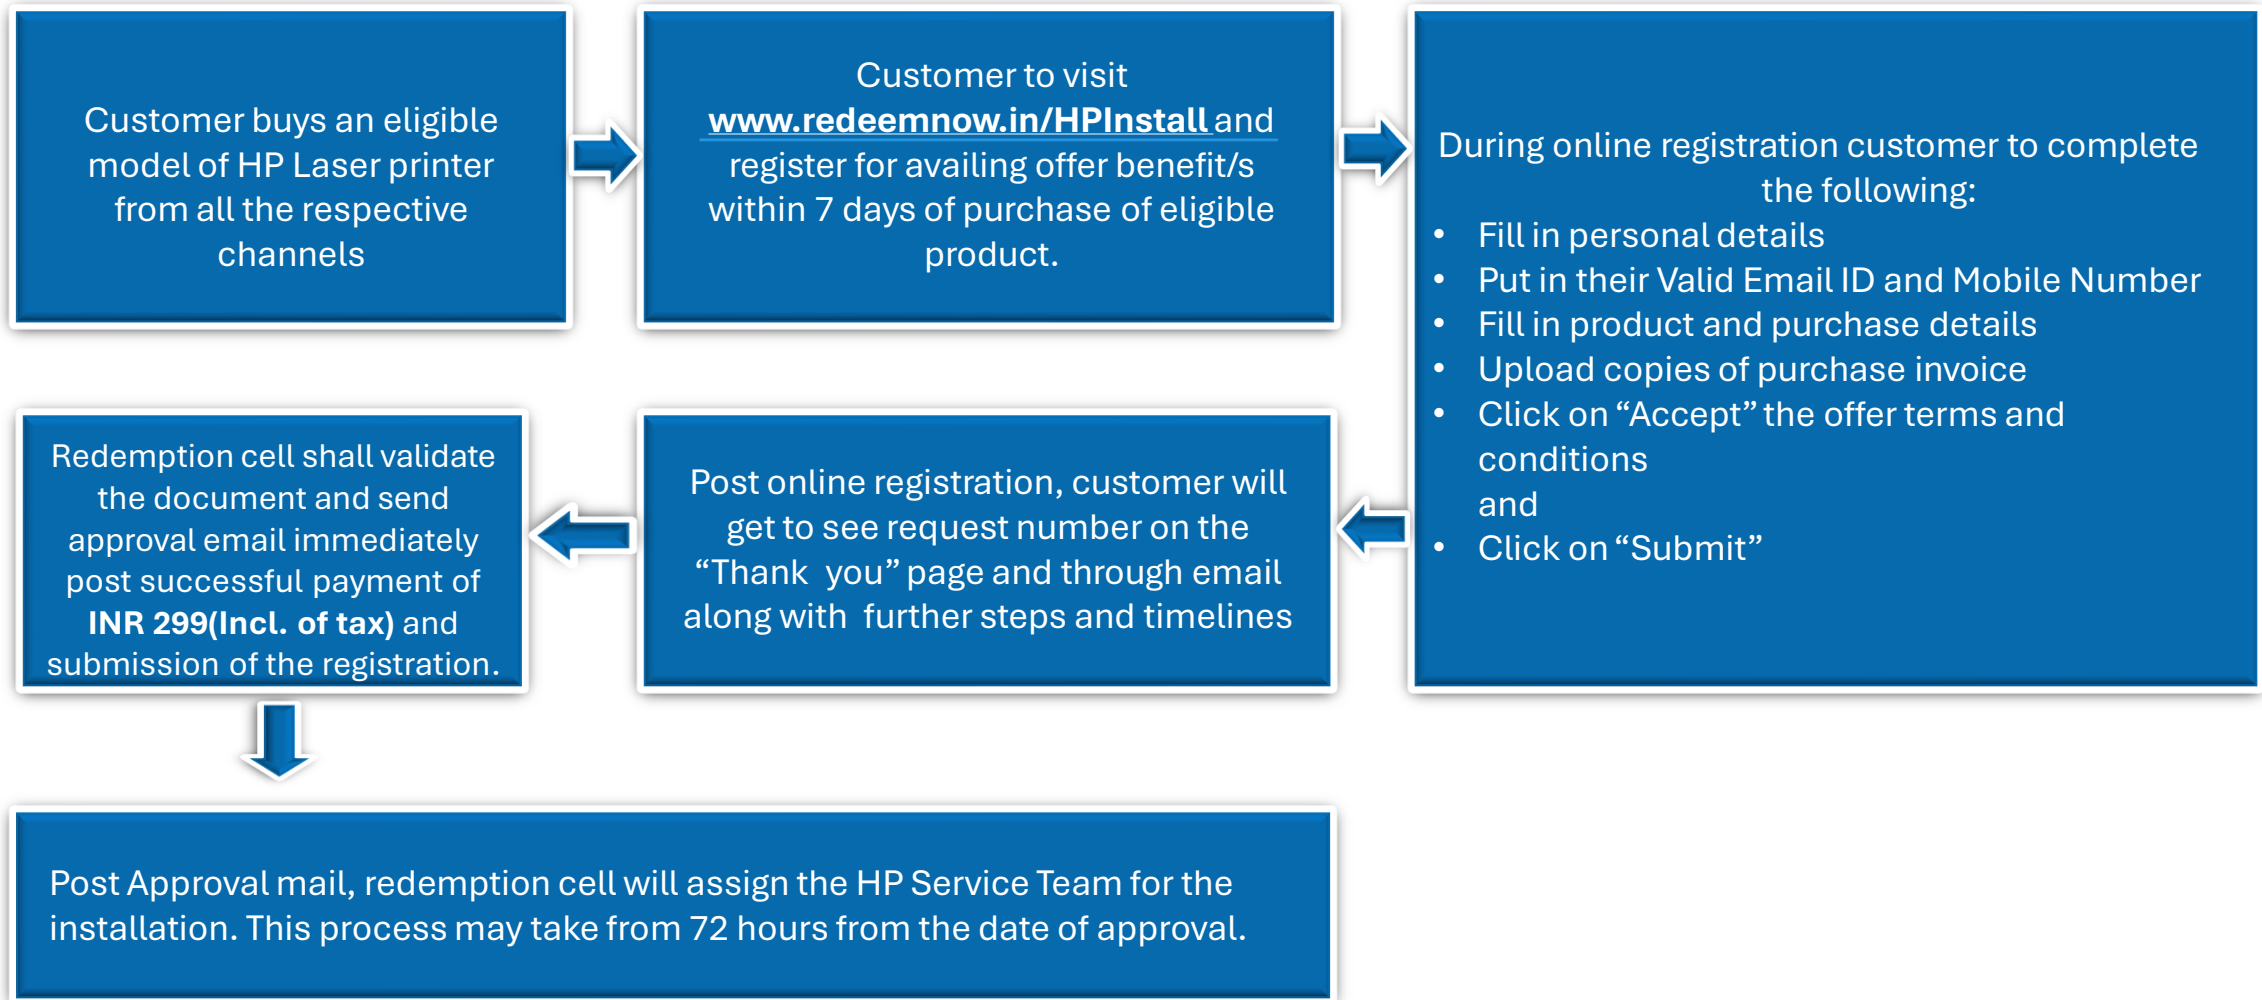 Customer buys an eligible
model of HP Laser printer
from all the respective
channels
Customer to visit
www.redeemnow.in/HPInstall and
register for availing offer benefit/s
within 7 days of purchase of eligible
product.
During online registration customer to complete
the following:
• Fill in personal details
• Put in their Valid Email ID and Mobile Number
• Fill in product and purchase details
• Upload copies of purchase invoice
• Click on “Accept” the offer terms and
conditions
and
• Click on “Submit”
Post online registration, customer will
get to see request number on the
“Thank you” page and through email
along with further steps and timelines
Redemption cell shall validate
the document and send
approval email immediately
post successful payment of
INR 299(Incl. of tax) and
submission of the registration.
Post Approval mail, redemption cell will assign the HP Service Team for the
installation. This process may take from 72 hours from the date of approval.